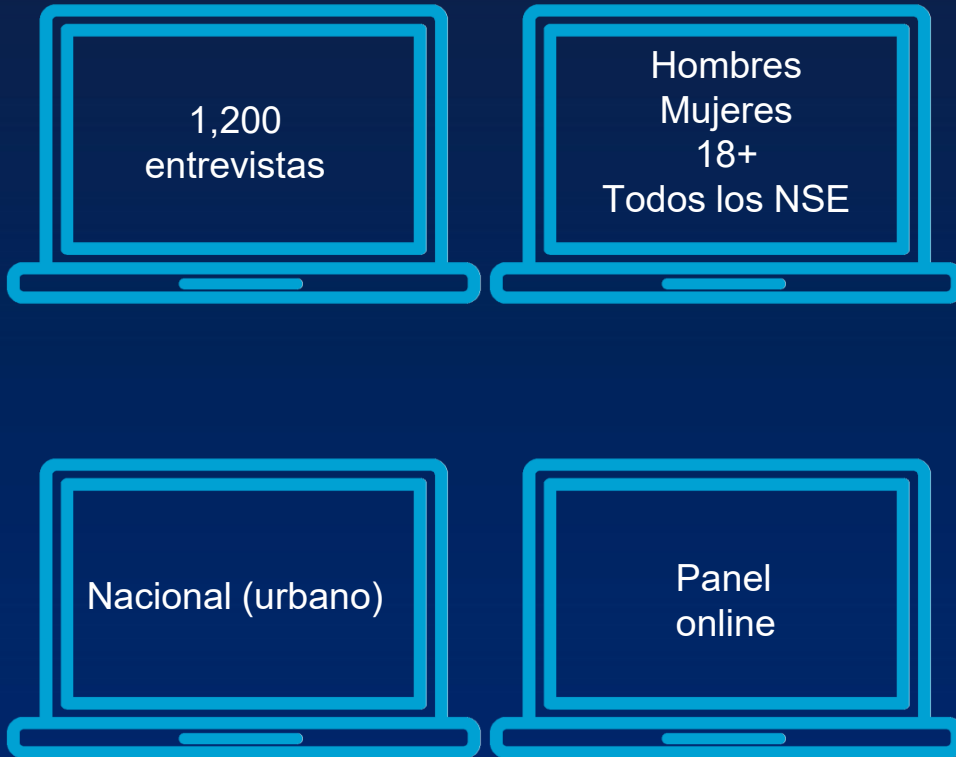 1,200
entrevistas
Hombres
Mujeres
18+
Todos los NSE
Nacional (urbano)
Panel
online